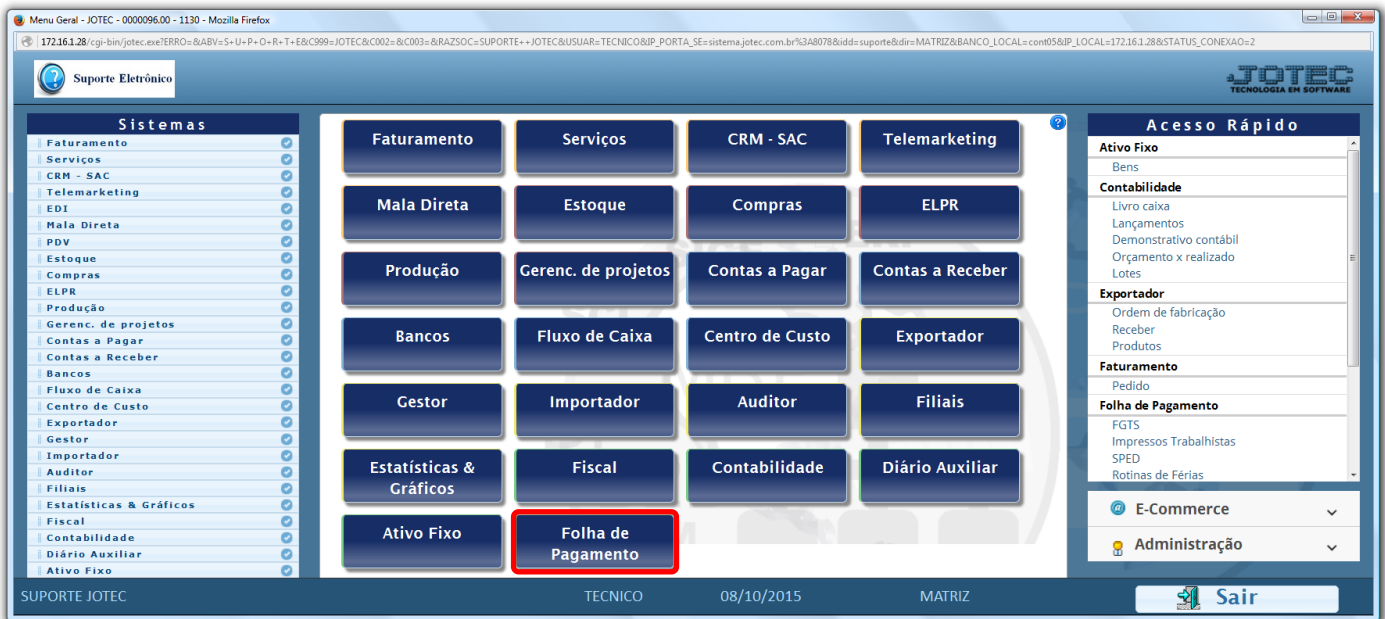 Menu Geral - JOTEC - 0000096.00 - 1130 - Mozilla Firefox
172.16.1.28/cgi-bin/jotec.exe?ERRO=&ABV=S+U+P+O+R+T+E&C999=JOTEC&C002=&C003=&RAZSOC=SUPORTE++JOTEC&USUAR=TECNICO&IP_PORTA_SE=sistema.jotec.com.br%3A8078&idd=suporte&dir=MATRIZ&BANCO_LOCAL=cont05&IP_LOCAL=172.16.1.28&STATUS_CONEXAO=2
Suporte Eletrônico
JOTEC
TECNOLOGIA EM SOFTWARE
Sistemas
Faturamento
Serviços
CRM - SAC
Telemarketing
EDI
Mala Direta
PDV
Estoque
Compras
ELPR
Produção
Gerenc. de projetos
Contas a Pagar
Contas a Receber
Bancos
Fluxo de Caixa
Centro de Custo
Exportador
Gestor
Importador
Auditor
Filiais
Estatísticas & Gráficos
Fiscal
Contabilidade
Diário Auxiliar
Ativo Fixo
Faturamento
Serviços
CRM - SAC
Telemarketing
Mala Direta
Estoque
Compras
ELPR
Produção
Gerenc. de projetos
Contas a Pagar
Contas a Receber
Bancos
Fluxo de Caixa
Centro de Custo
Exportador
Gestor
Importador
Auditor
Filiais
Estatísticas &
Gráficos
Fiscal
Contabilidade
Diário Auxiliar
Ativo Fixo
Folha de
Pagamento
Acesso Rápido
Ativo Fixo
Bens
Contabilidade
Livro caixa
Lançamentos
Demonstrativo contábil
Orçamento x realizado
Lotes
Exportador
Ordem de fabricação
Receber
Produtos
Faturamento
Pedido
Folha de Pagamento
FGTS
Impressos Trabalhistas
SPED
Rotinas de Férias
E-Commerce
Administração
SUPORTE JOTEC
TECNICO
08/10/2015
MATRIZ
Sair